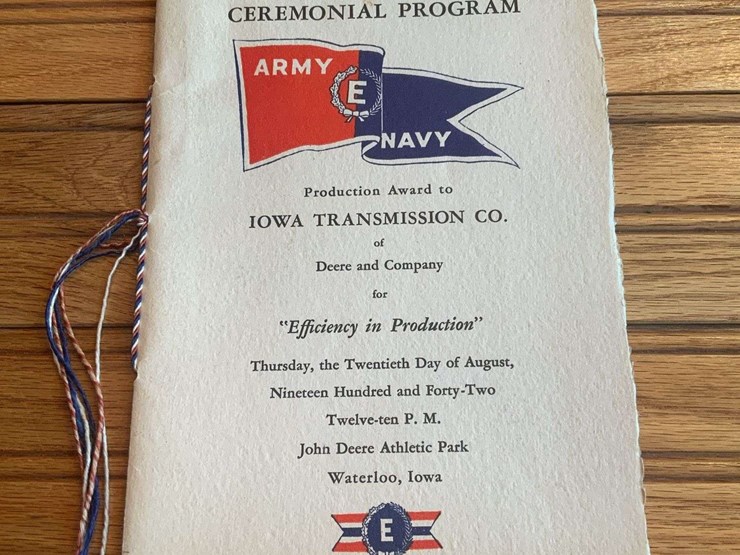 CEREMONIAL PROGRAM
ARMY
E
NAVY
Production Award to
IOWA TRANSMISSION CO.
of
Deere and Company
for
"Efficiency in Production"
Thursday, the Twentieth Day of August,
Nineteen Hundred and Forty-Two
Twelve-ten P. M.
John Deere Athletic Park
Waterloo, Iowa
E